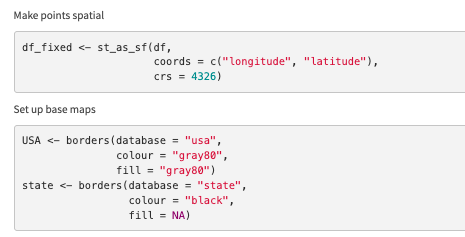 Make points spatial
df_fixed <- st_as_sf(df,
                     coords = c("longitude", "latitude"),
                     crs = 4326)
Set up base maps
USA <- borders(database = "usa",
               colour = "gray80",
               fill = "gray80")
state <- borders(database = "state",
                 colour = "black",
                 fill = NA)